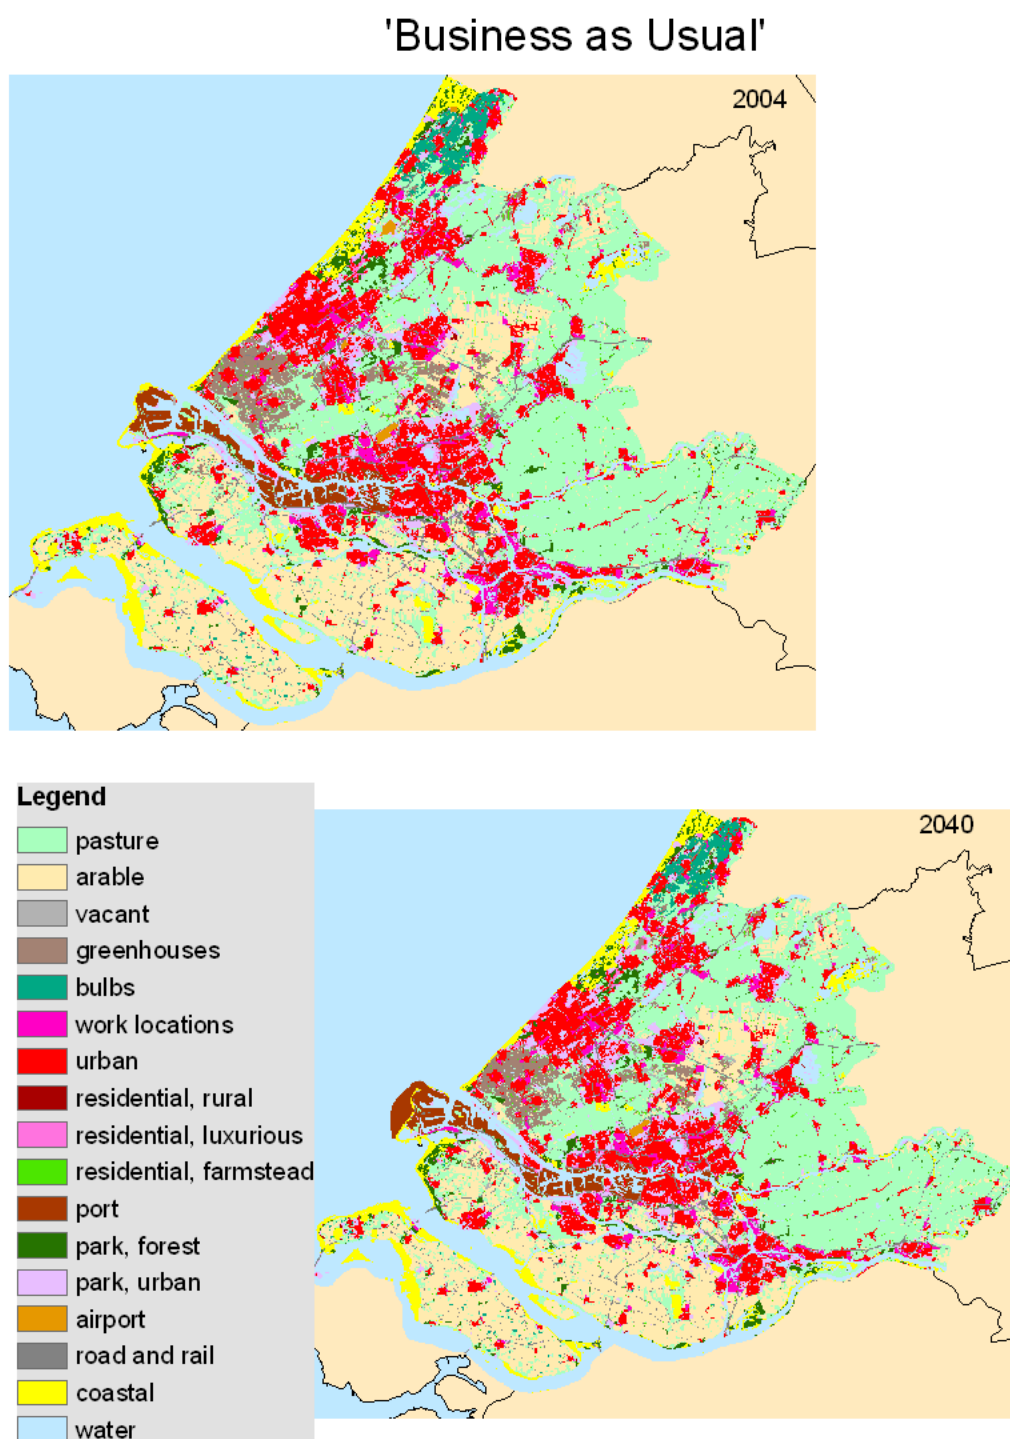 'Business as Usual'
2004
Legend
pasture
arable
vacant
greenhouses
bulbs
work locations
urban
residential, rural
residential, luxurious
residential, farmstead
port
park, forest
park, urban
airport
road and rail
coastal
water
2040